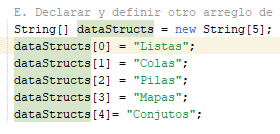 E. Declarar y definir otro arreglo de
String[] dataStructs = new String[5];
dataStructs[0] = "Listas";
dataStructs[1] = "Colas";
dataStructs[2] = "Pilas";
dataStructs[3] = "Mapas";
dataStructs[4]= "Conjutos";